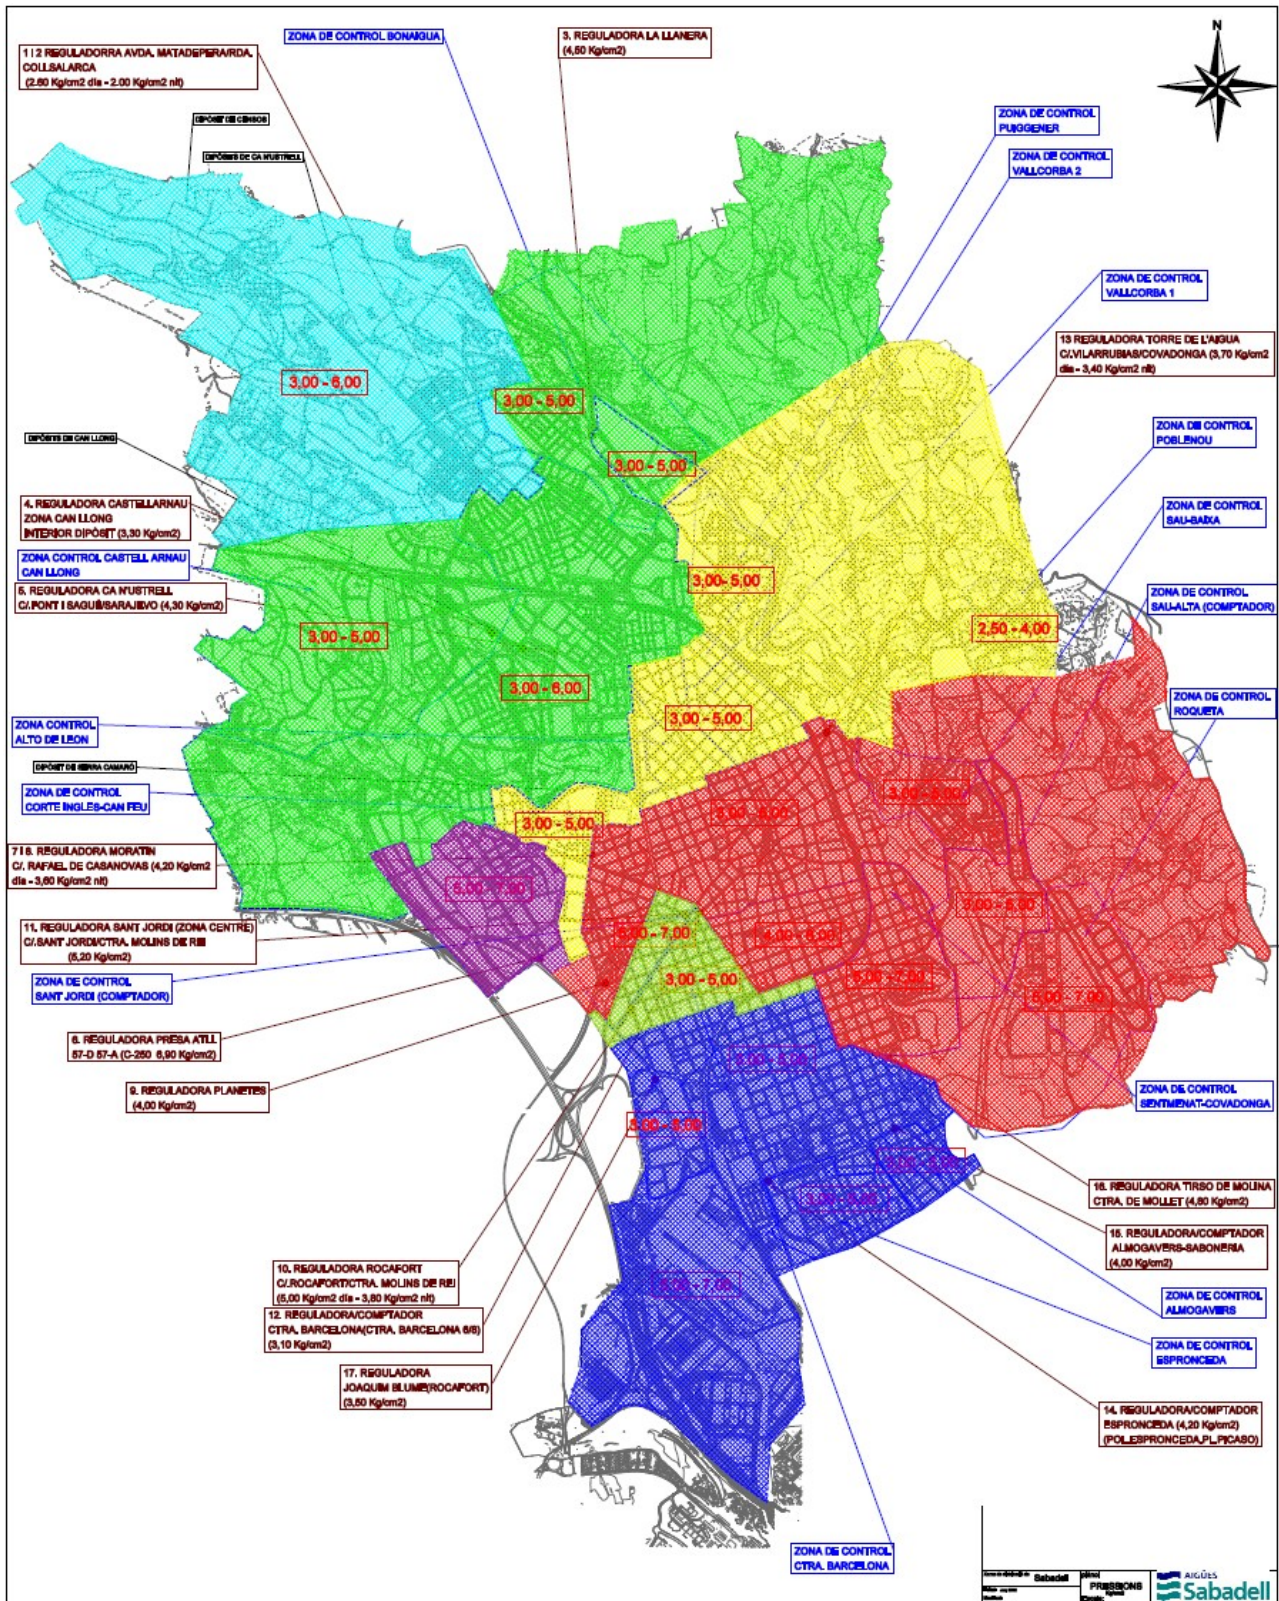 ZONA DE CONTROL BONAIGUA
3. REGULADORA LA LLANERA
(4,50 Kg/cm2)
1 I 2 REGULADORRA AVDA. MATADEPERA/RDA.
COLLSALARCA
(2.60 Kg/cm2 dia - 2.00 Kg/cm2 nit)
N
ZONA DE CONTROL
PUIGGENER
DIPÒSIT DE CENSOS
DIPÒSITS DE CA N'USTRELL
ZONA DE CONTROL
VALLCORBA 2
ZONA DE CONTROL
VALLCORBA 1
13 REGULADORA TORRE DE L'AIGUA
C/.VILARRUBIAS/COVADONGA (3,70 Kg/cm2
dia - 3,40 Kg/cm2 nit)
3,00 - 6,00
3,00 - 5,00
DIPÒSITS DE CAN LLONG
ZONA DE CONTROL
POBLENOU
3,00 - 5,00
4. REGULADORA CASTELLARNAU
ZONA CAN LLONG
INTERIOR DIPÒSIT (3,30 Kg/cm2)
ZONA DE CONTROL
SAU-BAIXA
ZONA CONTROL CASTELL ARNAU
CAN LLONG
3,00- 5,00
5. REGULADORA CA N'USTRELL
C/.PONT I SAGUÉ/SARAJEVO (4,30 Kg/cm2)
ZONA DE CONTROL
SAU-ALTA (COMPTADOR)
3,00 - 5,00
2,50 - 4,00
3,00 - 6,00
ZONA DE CONTROL
ROQUETA
3,00 - 5,00
ZONA CONTROL
ALTO DE LEON
DIPÒSIT DE SERRA CAMARÓ
ZONA DE CONTROL
CORTE INGLES-CAN FEU
3,00 - 5,00
7 I 8. REGULADORA MORATIN
C/. RAFAEL DE CASANOVAS (4,20 Kg/cm2
dia - 3,60 Kg/cm2 nit)
- 7,00
11. REGULADORA SANT JORDI (ZONA CENTRE)
C/.SANT JORDI/CTRA. MOLINS DE REI
(5,20 Kg/cm2)
- 7,00
4,00 - 6,00
3,00 - 5,00
- 7,00
- 7,00
ZONA DE CONTROL
SANT JORDI (COMPTADOR)
6. REGULADORA PRESA ATLL
57-D 57-A (C-250 6,90 Kg/cm2)
9. REGULADORA PLANETES
(4,00 Kg/cm2)
ZONA DE CONTROL
SENTMENAT-COVADONGA
16. REGULADORA TIRSO DE MOLINA
CTRA. DE MOLLET (4,80 Kg/cm2)
15. REGULADORA/COMPTADOR
ALMOGAVERS-SABONERIA
(4,00 Kg/cm2)
10. REGULADORA ROCAFORT
C/.ROCAFORT/CTRA. MOLINS DE REI
(5,00 Kg/cm2 dia - 3,80 Kg/cm2 nit)
- 7,00
ZONA DE CONTROL
ALMOGAVERS
12. REGULADORA/COMPTADOR
CTRA. BARCELONA(CTRA. BARCELONA 6/8)
(3,10 Kg/cm2)
ZONA DE CONTROL
ESPRONCEDA
17. REGULADORA
JOAQUIM BLUME(ROCAFORT)
(3,50 Kg/cm2)
14. REGULADORA/COMPTADOR
ESPRONCEDA (4,20 Kg/cm2)
(POL.ESPRONCEDA,PL.PICASO)
ZONA DE CONTROL
CTRA. BARCELONA
Sabadell
PRESSIONS
AIGÜES
Sabadell